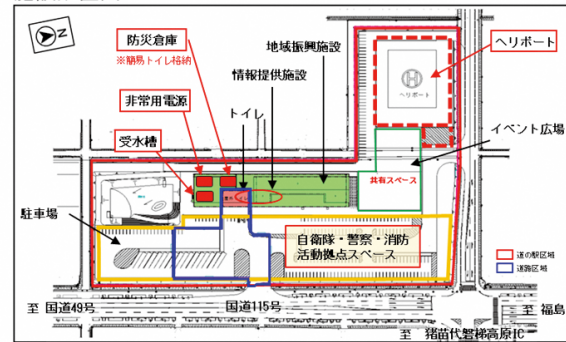 N
防災倉庫
※簡易トイレ格納
地域振興施設
ヘリポート
非常用電源
情報提供施設
H
ヘリポート
トイレ
イベント広場
受水槽
共有スペース
駐車場
自衛隊・警察・消防
活動拠点スペース
道の駅区域
道路区域
至 国道49号
国道115号
至 福島
至 猪苗代磐梯高原IC